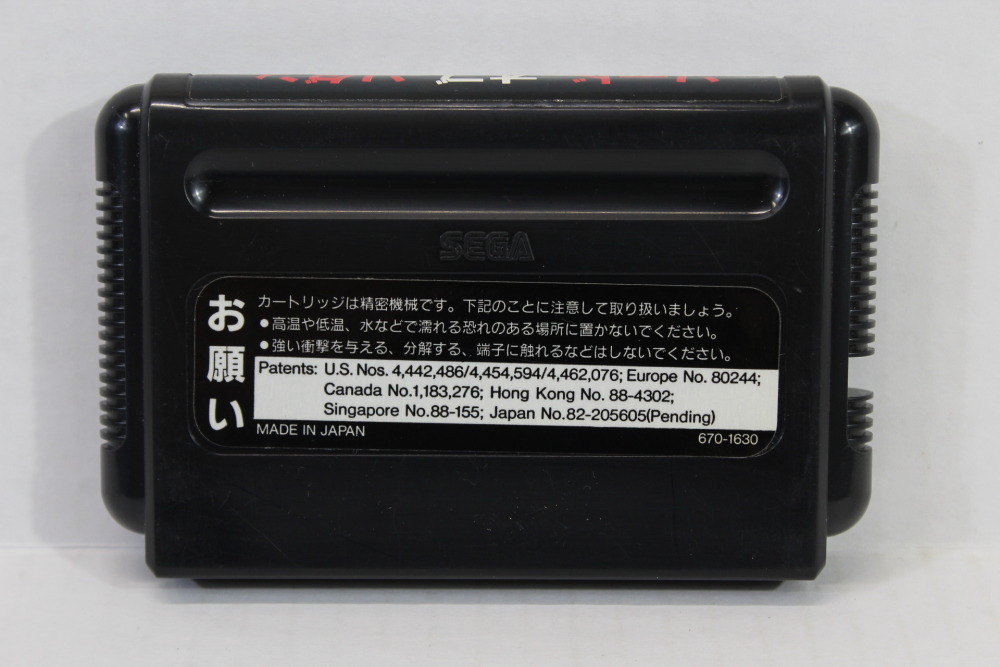 SEGA
お願い
カートリッジは精密機械です。下記のことに注意して取り扱いましょう。
●高温や低温、水などで濡れる恐れのある場所に置かないでください。
●強い衝撃を与える、分解する、端子に触れるなどはしないでください。
Patents: U.S. Nos. 4,442,486/4,454,594/4,462,076; Europe No. 80244;
Canada No.1,183,276; Hong Kong No. 88-4302;
Singapore No.88-155; Japan No.82-205605(Pending)
MADE IN JAPAN
670-1630